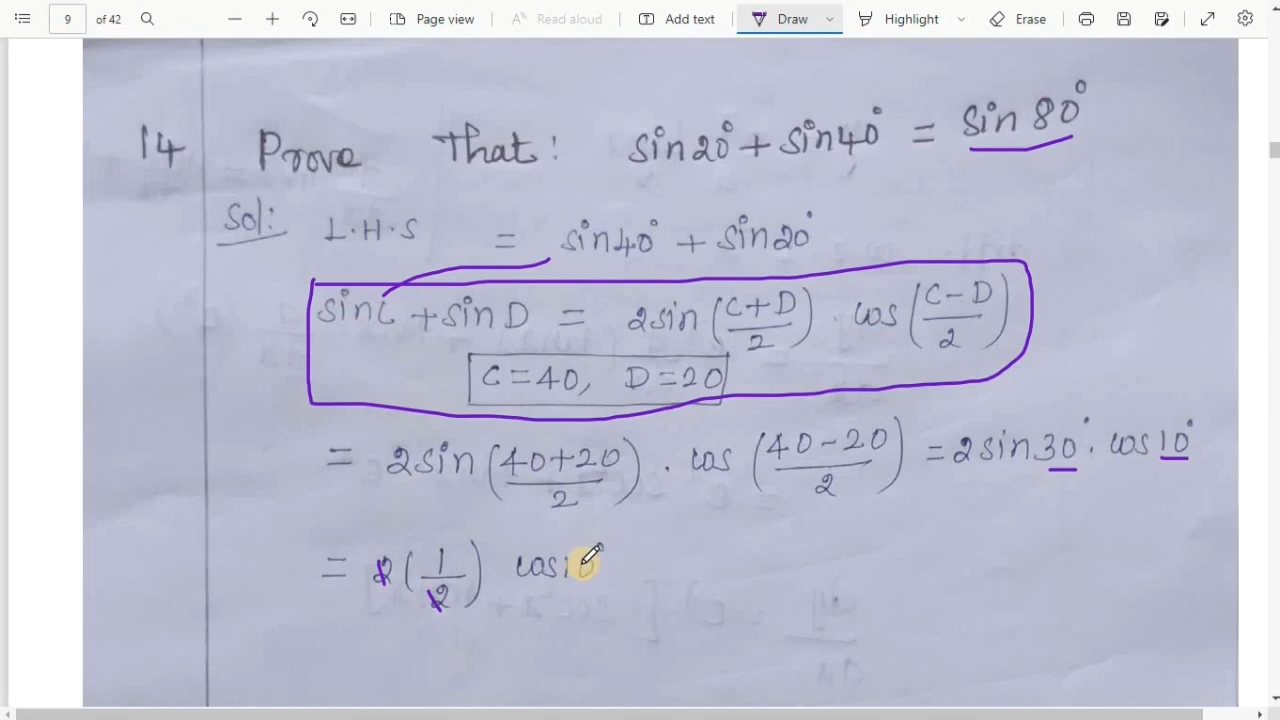 9 of 42 Page view Read aloud Add text Draw Highlight Erase
14 Prove That: sin20° + sin40° = sin 80°
Sol: L.H.S = sin40° + sin20°
sinC + sinD = 2sin (C+D/2) . cos (C-D/2)
C=40, D=20
= 2sin (40+20/2) . cos (40-20/2) = 2sin30° . cos10°
= 2(1/2) cos10